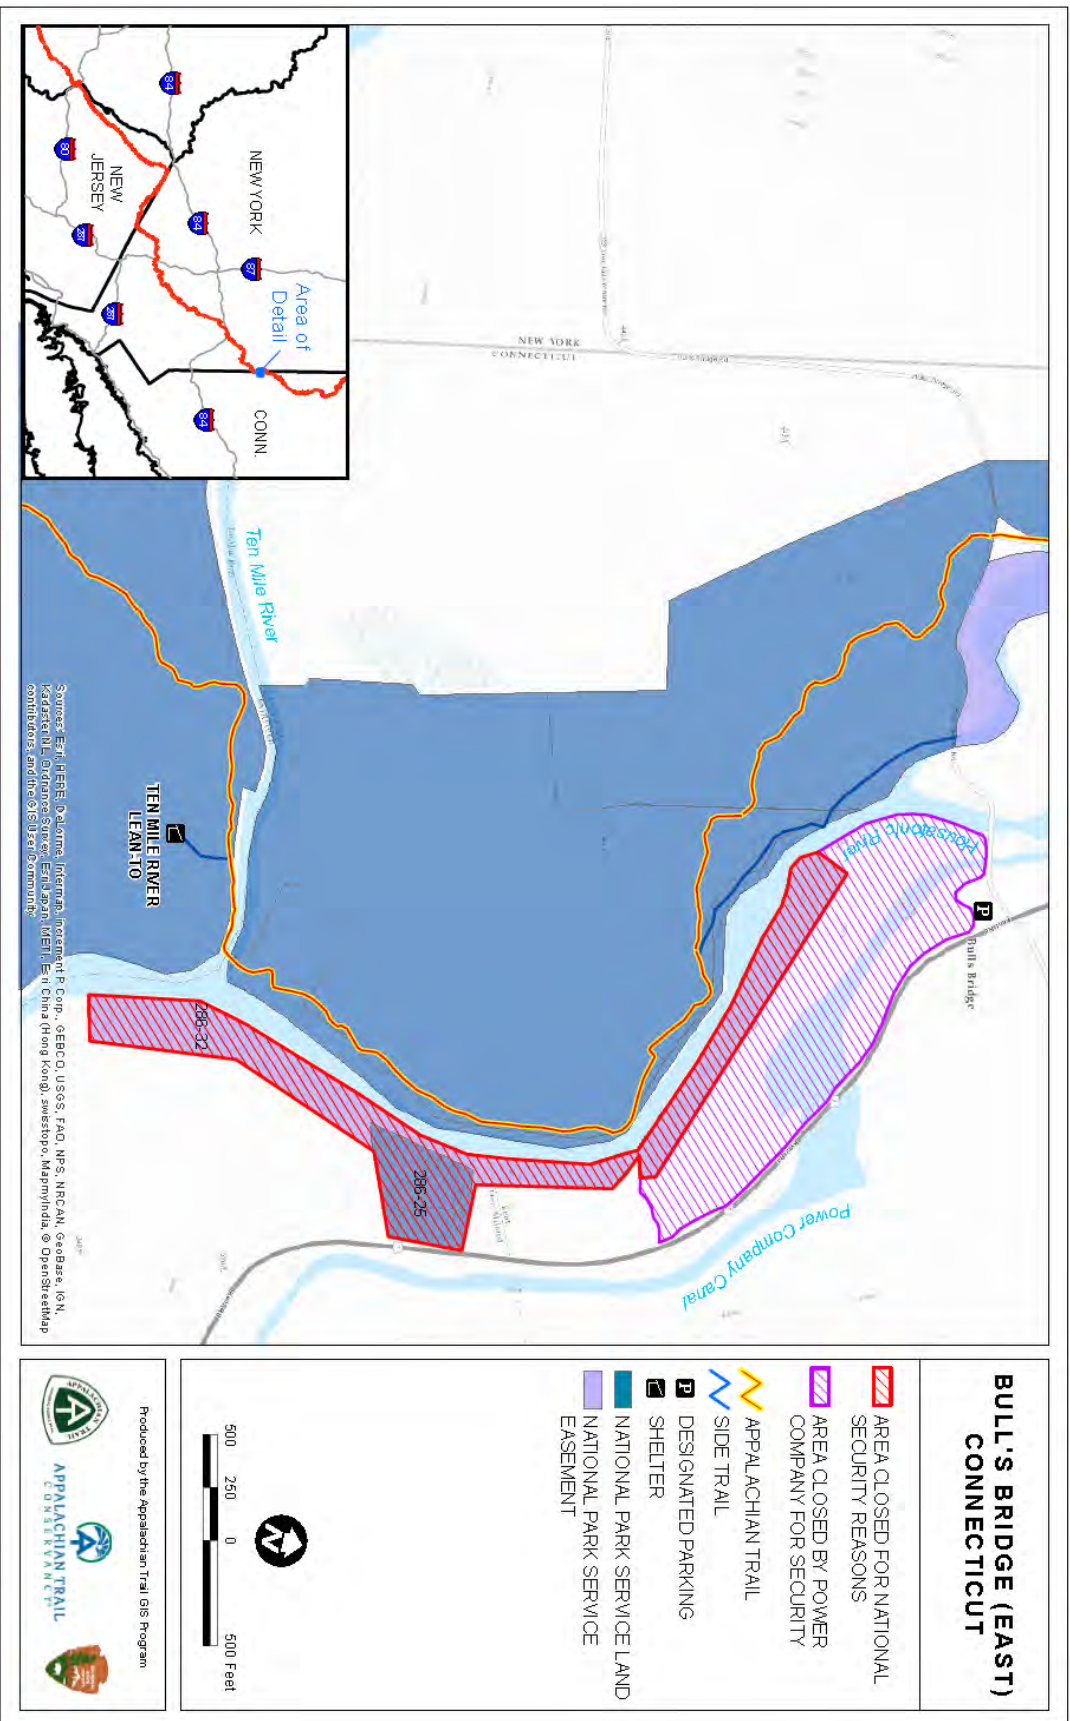 BULL'S BRIDGE (EAST)
CONNECTICUT
AREA CLOSED FOR NATIONAL
SECURITY REASONS
AREA CLOSED BY POWER
COMPANY FOR SECURITY
APPALACHIAN TRAIL
SIDE TRAIL
P DESIGNATED PARKING
SHELTER
NATIONAL PARK SERVICE LAND
NATIONAL PARK SERVICE
EASEMENT
N
500 250 0 500 Feet
Produced by the Appalachian Trail GIS Program
APPALACHIAN TRAIL
APPALACHIAN TRAIL
CONSERVANCY
NEW YORK
CONNECTICUT
Housatonic
River
P
Bulls Bridge
Power Company Canal
Ten Mile River
TEN MILE RIVER
LEAN-TO
286-32
286-25
84
80
NEW
JERSEY
287
NEW YORK
84
87
287
Area of
Detail
CONN.
84
Sources: Esri, HERE, DeLorme, Intermap, increment P Corp., GEBCO, USGS, FAO, NPS, NRCAN, GeoBase, IGN,
Kadaster NL, Ordnance Survey, Esri Japan, METI, Esri China (Hong Kong), swisstopo, MapmyIndia, © OpenStreetMap
contributors, and the GIS User Community